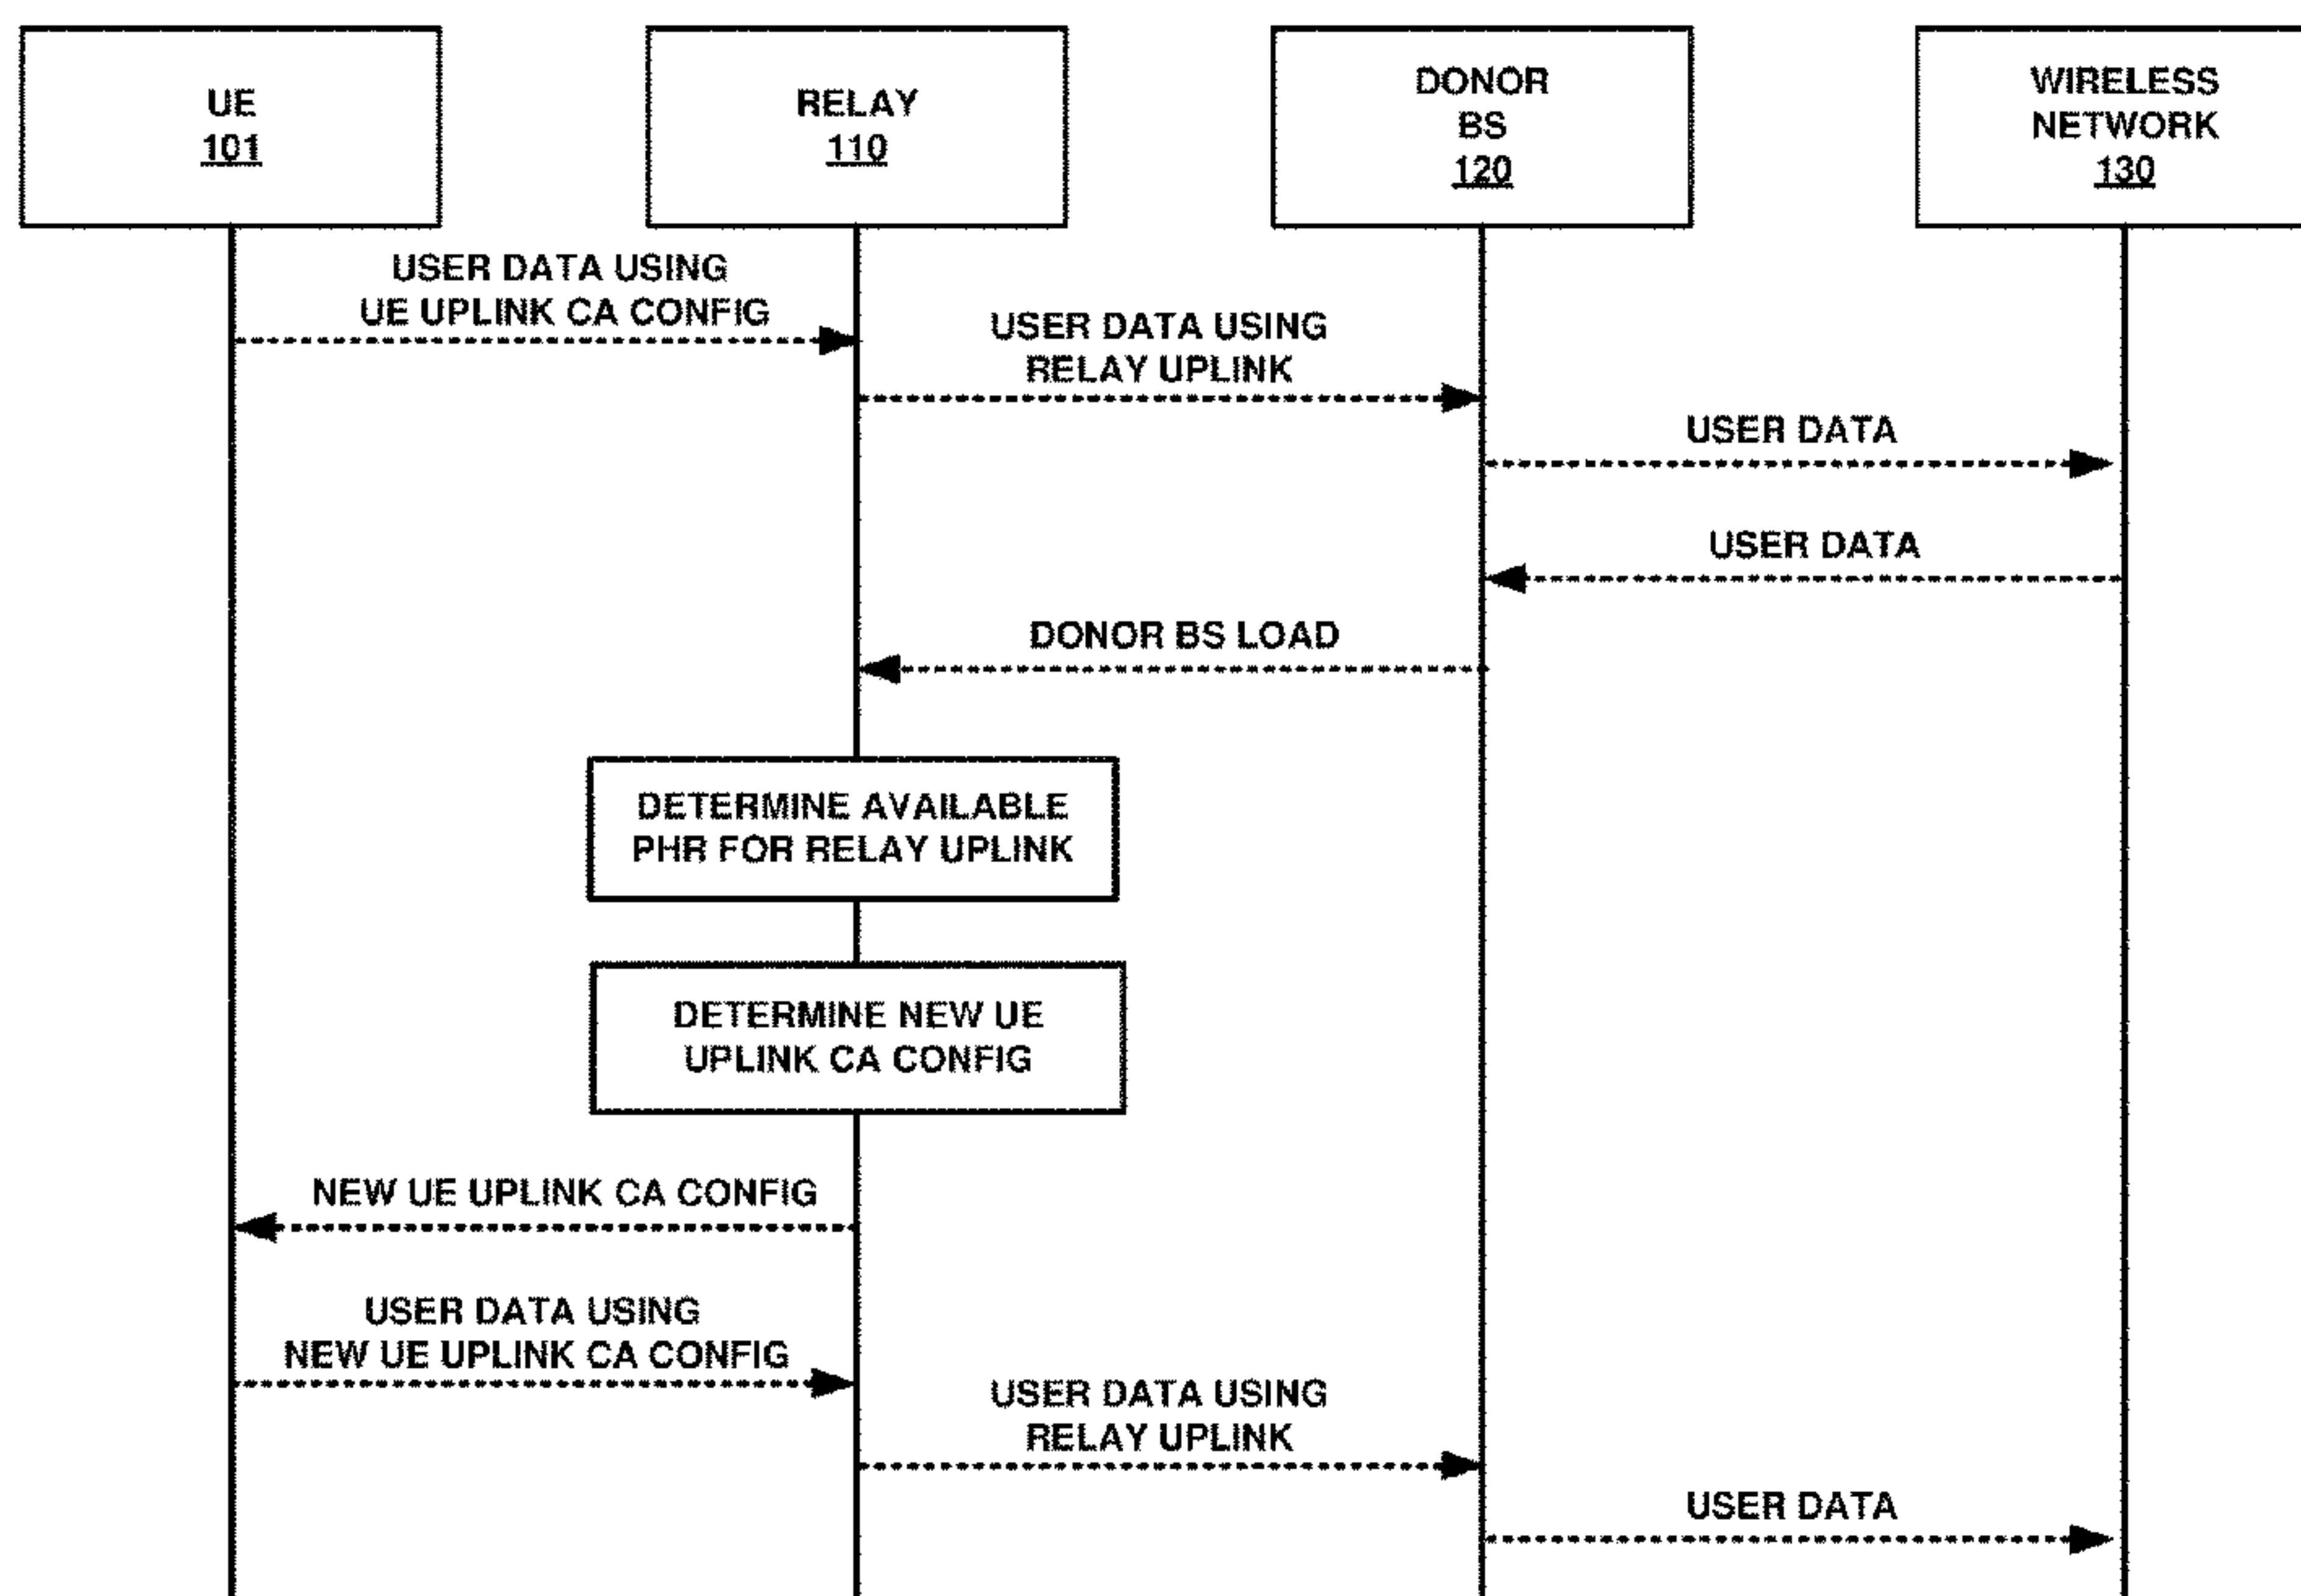 UE
101
RELAY
110
DONOR
BS
120
WIRELESS
NETWORK
130
USER DATA USING
UE UPLINK CA CONFIG
USER DATA USING
RELAY UPLINK
USER DATA
USER DATA
DONOR BS LOAD
DETERMINE AVAILABLE
PHR FOR RELAY UPLINK
DETERMINE NEW UE
UPLINK CA CONFIG
NEW UE UPLINK CA CONFIG
USER DATA USING
NEW UE UPLINK CA CONFIG
USER DATA USING
RELAY UPLINK
USER DATA